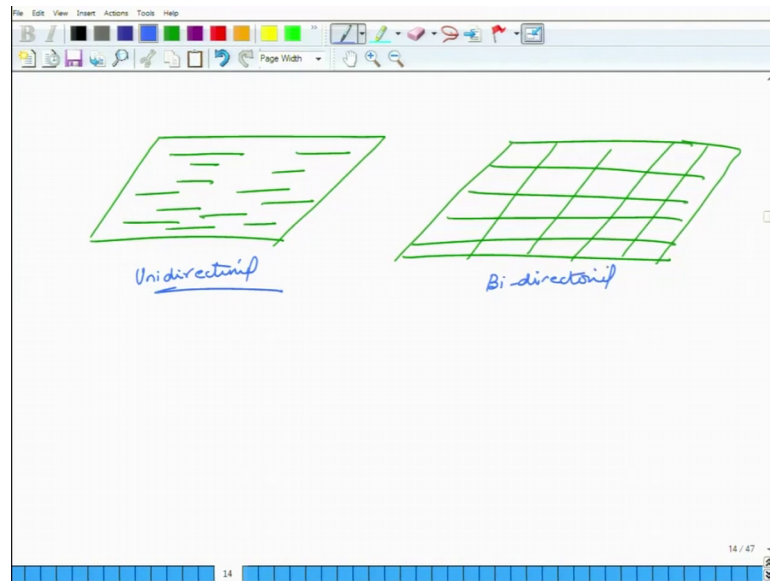 File Edit View Insert Actions Tools Help
B I
Page Width
Unidirectional Bi-directional
14 / 47
14